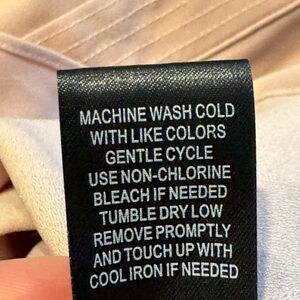 MACHINE WASH COLD
WITH LIKE COLORS
GENTLE CYCLE
USE NON-CHLORINE
BLEACH IF NEEDED
TUMBLE DRY LOW
REMOVE PROMPTLY
AND TOUCH UP WITH
COOL IRON IF NEEDED